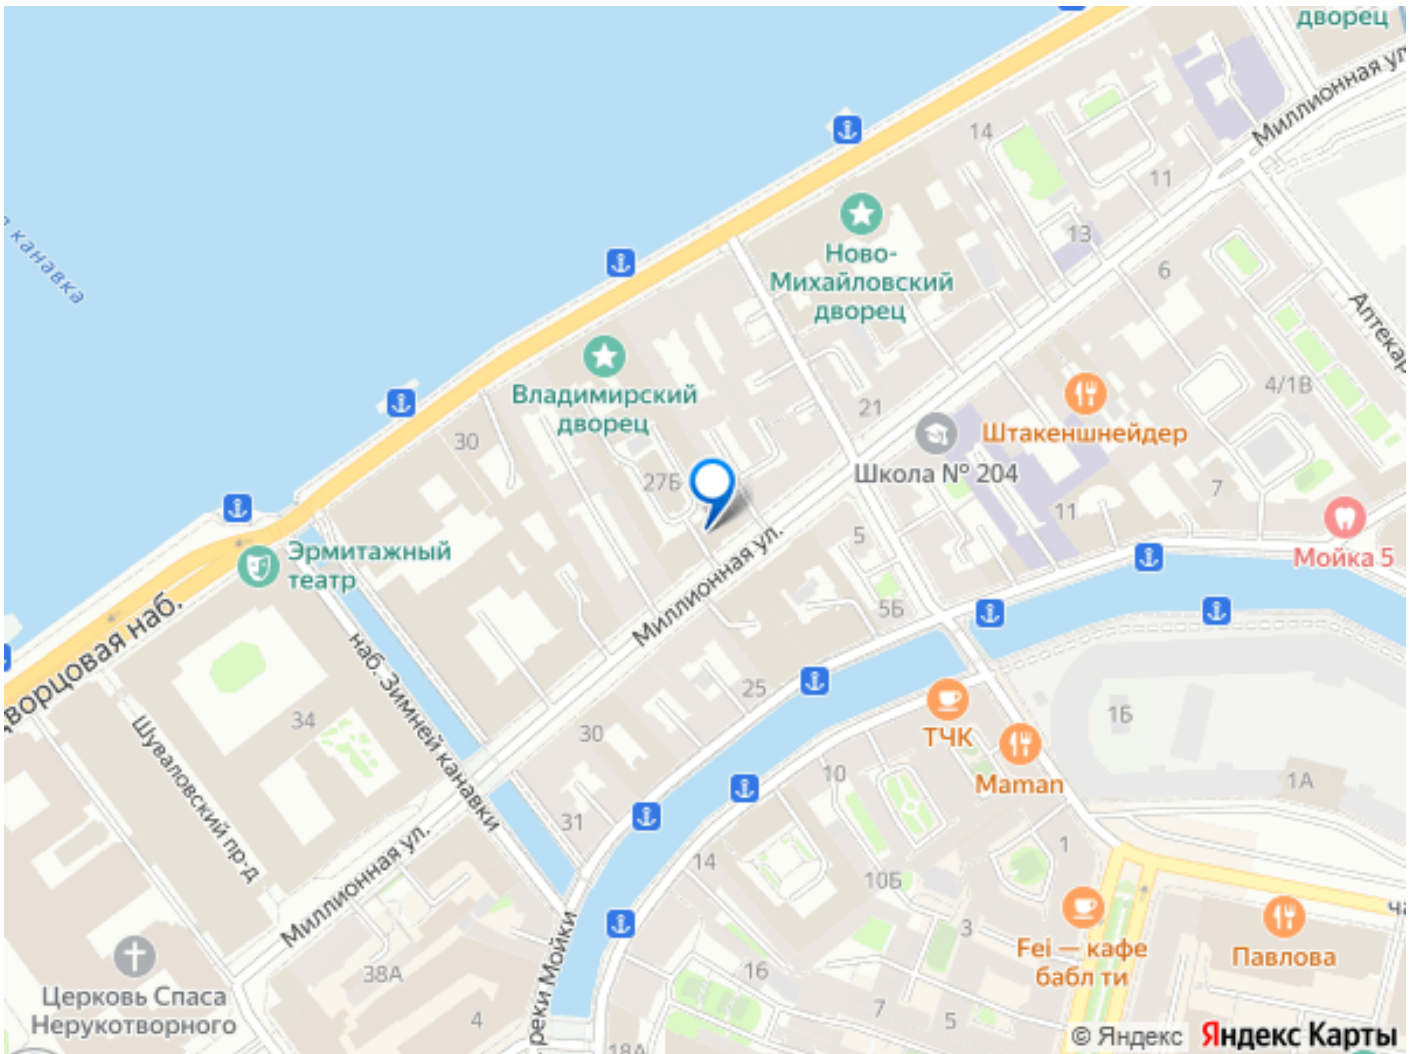 дворец
Миллионная ул.
14
11
13
6
Ново-
Михайловский
дворец
канавка
Аптекар
Владимирский
дворец
4/1В
21
Штакеншнейдер
Школа № 204
30
27Б
7
11
5
Мойка 5
Эрмитажный
театр
Миллионная ул.
5Б
Дворцовая наб.
наб. Зимней канавки
Шуваловский пр-д
34
25
30
ТЧК
1Б
Maman
10
1А
31
14
1
10Б
Миллионная ул.
реки Мойки
3
Fei — кафе
бабл ти
Павлова
38А
16
Церковь Спаса
Нерукотворного
4
7
5
18А
© Яндекс Яндекс Карты